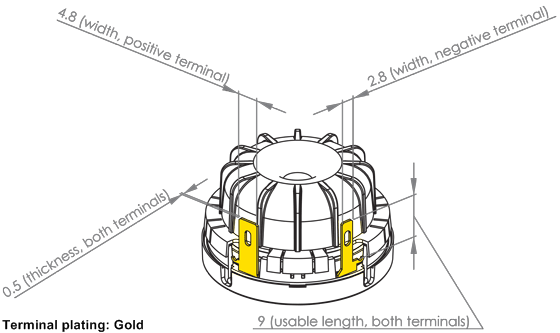 4.8 (width, positive terminal)
2.8 (width, negative terminal)
0.5 (thickness, both terminals)
9 (usable length, both terminals)
Terminal plating: Gold